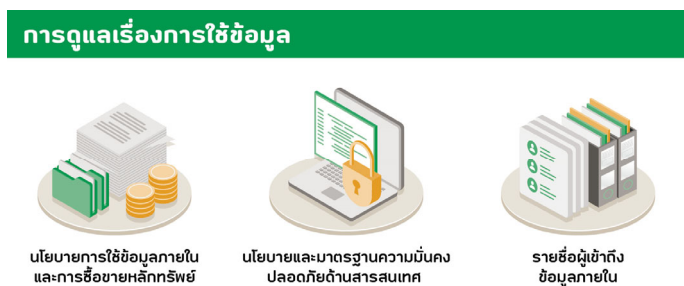 การดูแลเรื่องการใช้ข้อมูล
นโยบายการใช้ข้อมูลภายใน
และการซื้อขายหลักทรัพย์
นโยบายและมาตรฐานความมั่นคง
ปลอดภัยด้านสารสนเทศ
รายชื่อผู้เข้าถึง
ข้อมูลภายใน